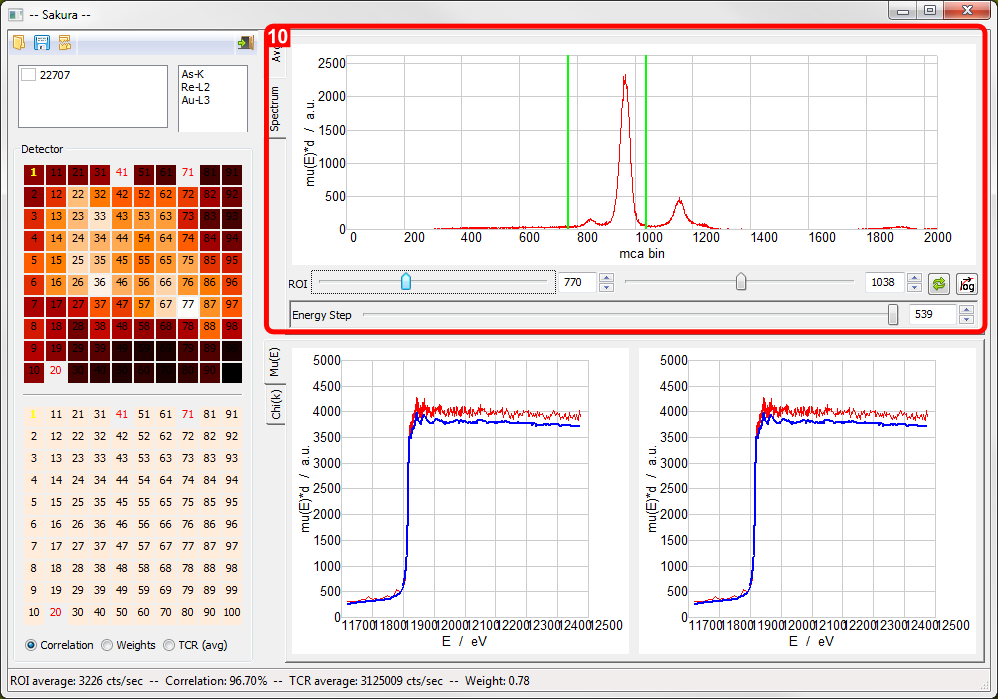 -- Sakura --
10
22707
As-K
Re-L2
Au-L3
Detector
1 11 21 31 41 51 61 71 81 91
2 12 22 32 42 52 62 72 82 92
3 13 23 33 43 53 63 73 83 93
4 14 24 34 44 54 64 74 84 94
5 15 25 35 45 55 65 75 85 95
6 16 26 36 46 56 66 76 86 96
7 17 27 37 47 57 67 77 87 97
8 18 28 38 48 58 68 78 88 98
9 19 29 39 49 59 69 79 89
10 20 30 40 50 60 70 80 90
1 11 21 31 41 51 61 71 81 91
2 12 22 32 42 52 62 72 82 92
3 13 23 33 43 53 63 73 83 93
4 14 24 34 44 54 64 74 84 94
5 15 25 35 45 55 65 75 85 95
6 16 26 36 46 56 66 76 86 96
7 17 27 37 47 57 67 77 87 97
8 18 28 38 48 58 68 78 88 98
9 19 29 39 49 59 69 79 89 99
10 20 30 40 50 60 70 80 90 100
Correlation Weights TCR (avg)
Spectrum
mu(E)*d / a.u.
2500
2000
1500
1000
500
0
0 200 400 600 800 1000 1200 1400 1600 1800 2000
mca bin
ROI 770 1038 log
Energy Step 539
Mu(E)
Chi(k)
mu(E)*d / a.u.
5000
4500
4000
3500
3000
2500
2000
1500
1000
500
0
11700 11800 11900 12000 12100 12200 12300 12400 12500
E / eV
mu(E)*d / a.u.
5000
4500
4000
3500
3000
2500
2000
1500
1000
500
0
11700 11800 11900 12000 12100 12200 12300 12400 12500
E / eV
ROI average: 3226 cts/sec -- Correlation: 96.70% -- TCR average: 3125009 cts/sec -- Weight: 0.78